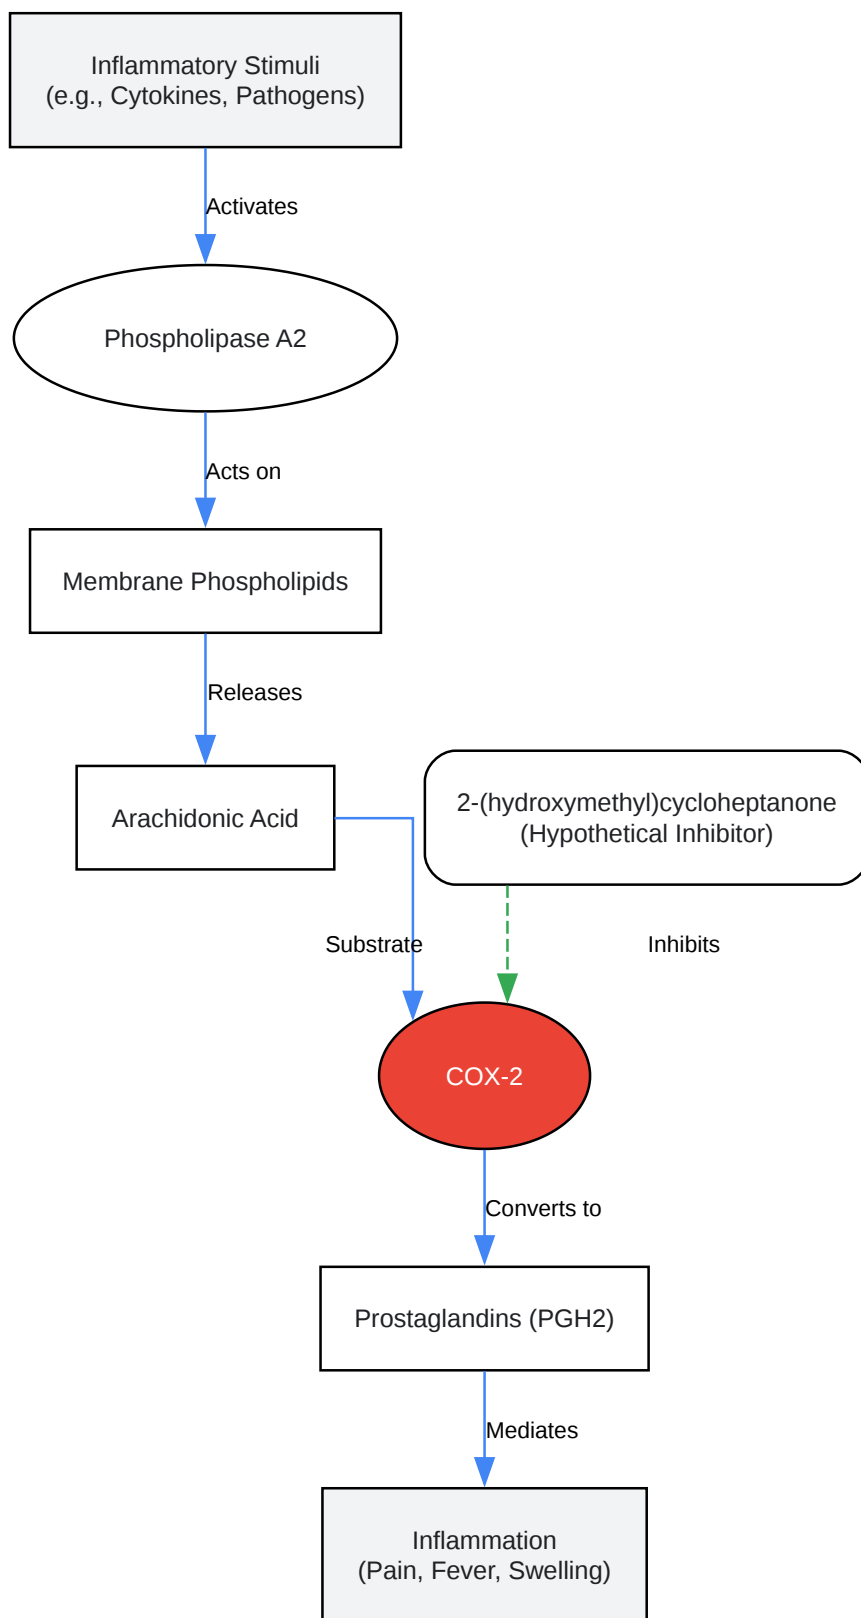 Inflammatory Stimuli
(e.g., Cytokines, Pathogens)
Activates
Phospholipase A2
Acts on
Membrane Phospholipids
Releases
Arachidonic Acid
2-(hydroxymethyl)cycloheptanone
(Hypothetical Inhibitor)
Substrate
Inhibits
COX-2
Converts to
Prostaglandins (PGH2)
Mediates
Inflammation
(Pain, Fever, Swelling)